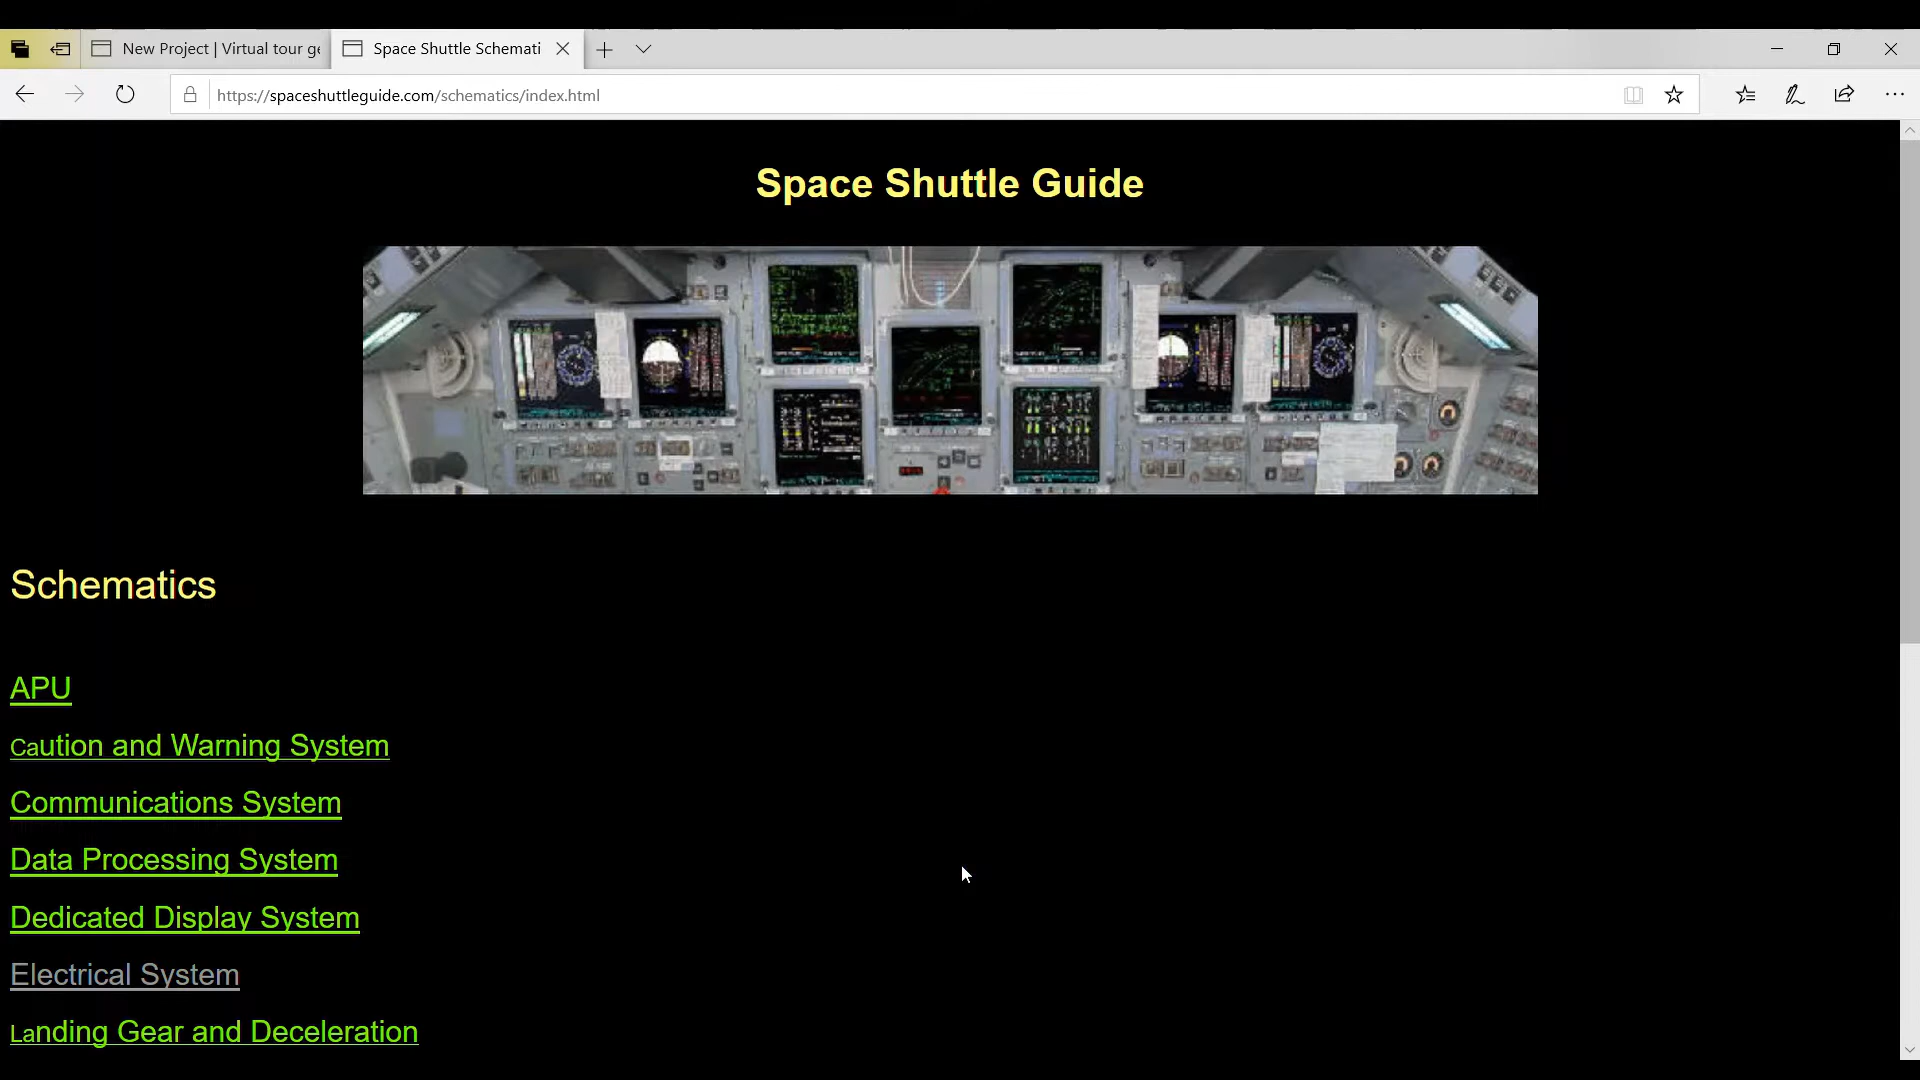 New Project | Virtual tour ge
Space Shuttle Schemati
https://spaceshuttleguide.com/schematics/index.html
Space Shuttle Guide
Schematics
APU
Caution and Warning System
Communications System
Data Processing System
Dedicated Display System
Electrical System
Landing Gear and Deceleration